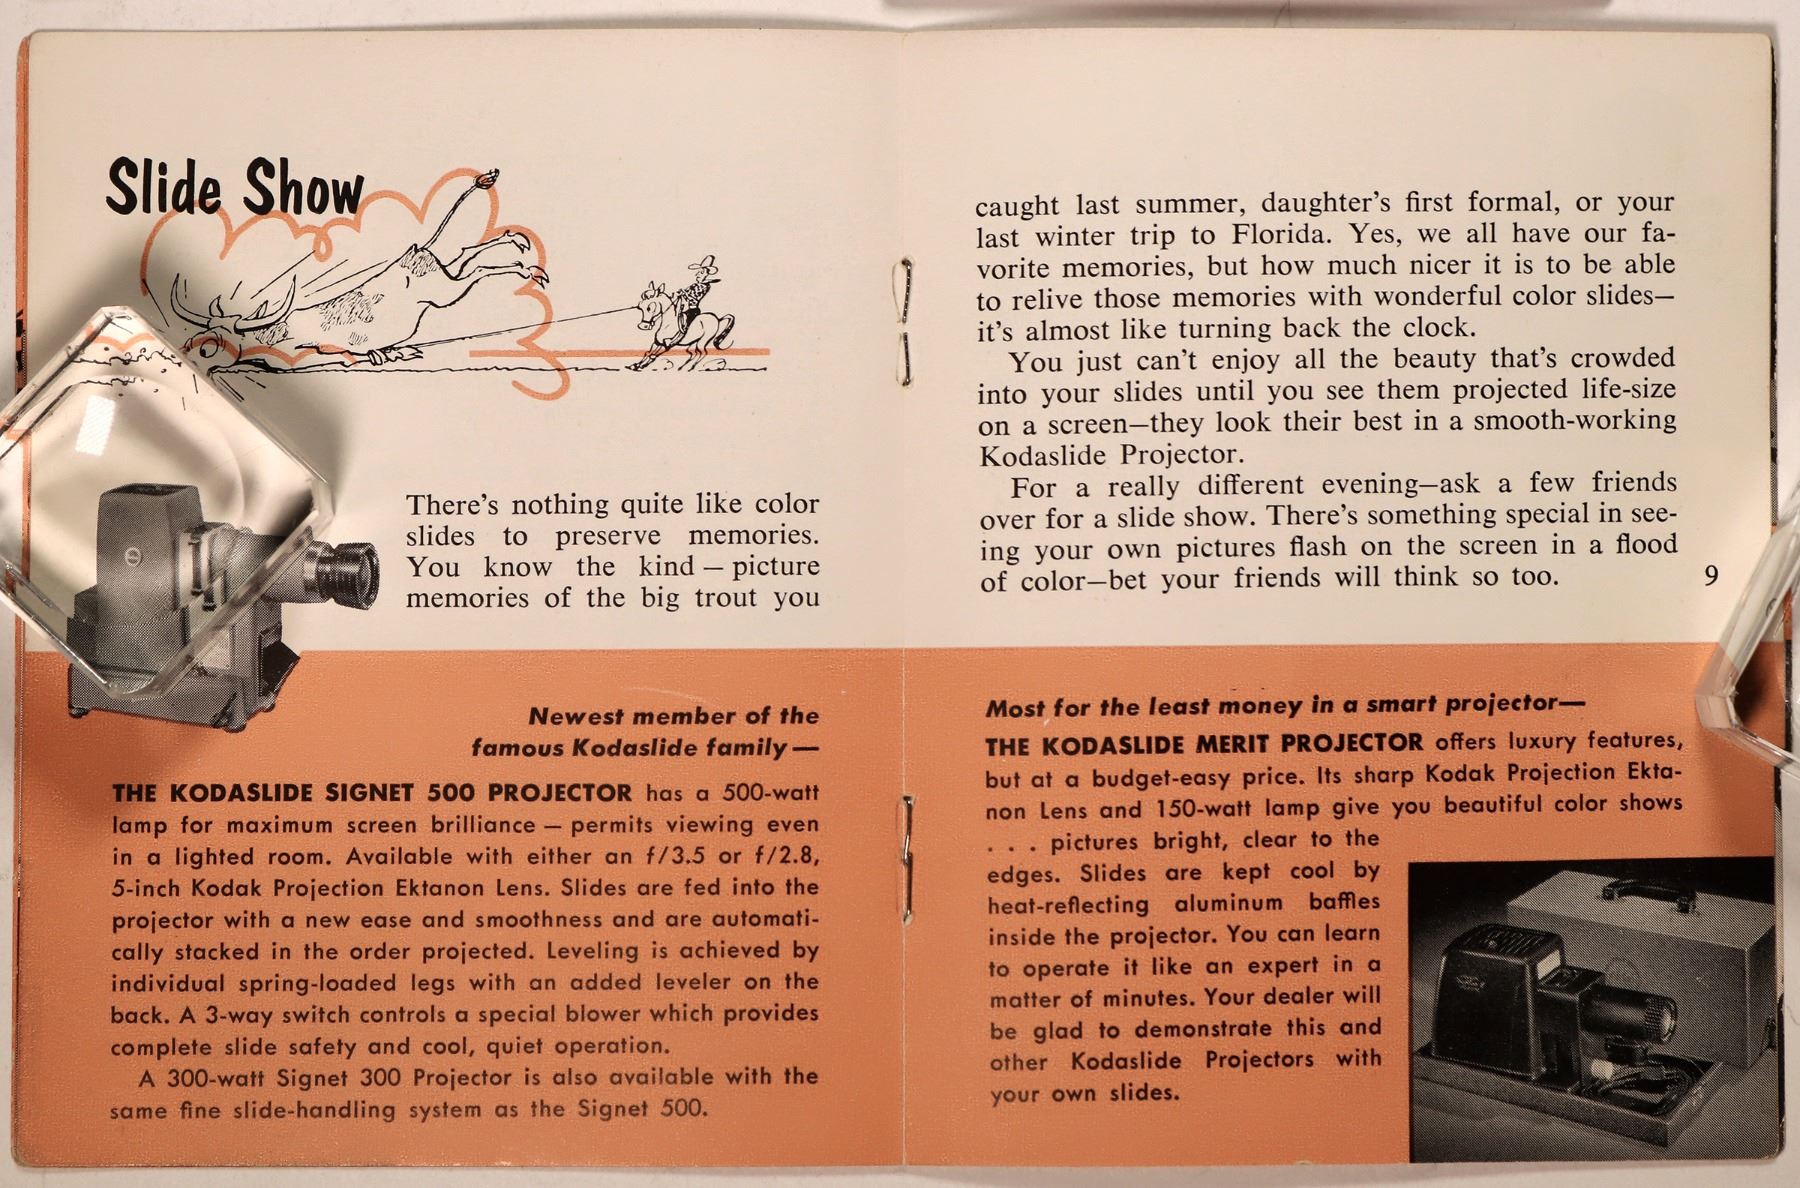 Slide Show
There's nothing quite like color
slides to preserve memories.
You know the kind — picture
memories of the big trout you
Newest member of the
famous Kodaslide family—
THE KODASLIDE SIGNET 500 PROJECTOR has a 500-watt
lamp for maximum screen brilliance — permits viewing even
in a lighted room. Available with either an f/3.5 or f/2.8,
5-inch Kodak Projection Ektanon Lens. Slides are fed into the
projector with a new ease and smoothness and are automati-
cally stacked in the order projected. Leveling is achieved by
individual spring-loaded legs with an added leveler on the
back. A 3-way switch controls a special blower which provides
complete slide safety and cool, quiet operation.
A 300-watt Signet 300 Projector is also available with the
same fine slide-handling system as the Signet 500.
caught last summer, daughter's first formal, or your
last winter trip to Florida. Yes, we all have our fa-
vorite memories, but how much nicer it is to be able
to relive those memories with wonderful color slides—
it's almost like turning back the clock.
You just can't enjoy all the beauty that's crowded
into your slides until you see them projected life-size
on a screen—they look their best in a smooth-working
Kodaslide Projector.
For a really different evening—ask a few friends
over for a slide show. There's something special in see-
ing your own pictures flash on the screen in a flood
of color—bet your friends will think so too.
9
Most for the least money in a smart projector—
THE KODASLIDE MERIT PROJECTOR offers luxury features,
but at a budget-easy price. Its sharp Kodak Projection Ekta-
non Lens and 150-watt lamp give you beautiful color shows
. . . pictures bright, clear to the
edges. Slides are kept cool by
heat-reflecting aluminum baffles
inside the projector. You can learn
to operate it like an expert in a
matter of minutes. Your dealer will
be glad to demonstrate this and
other Kodaslide Projectors with
your own slides.